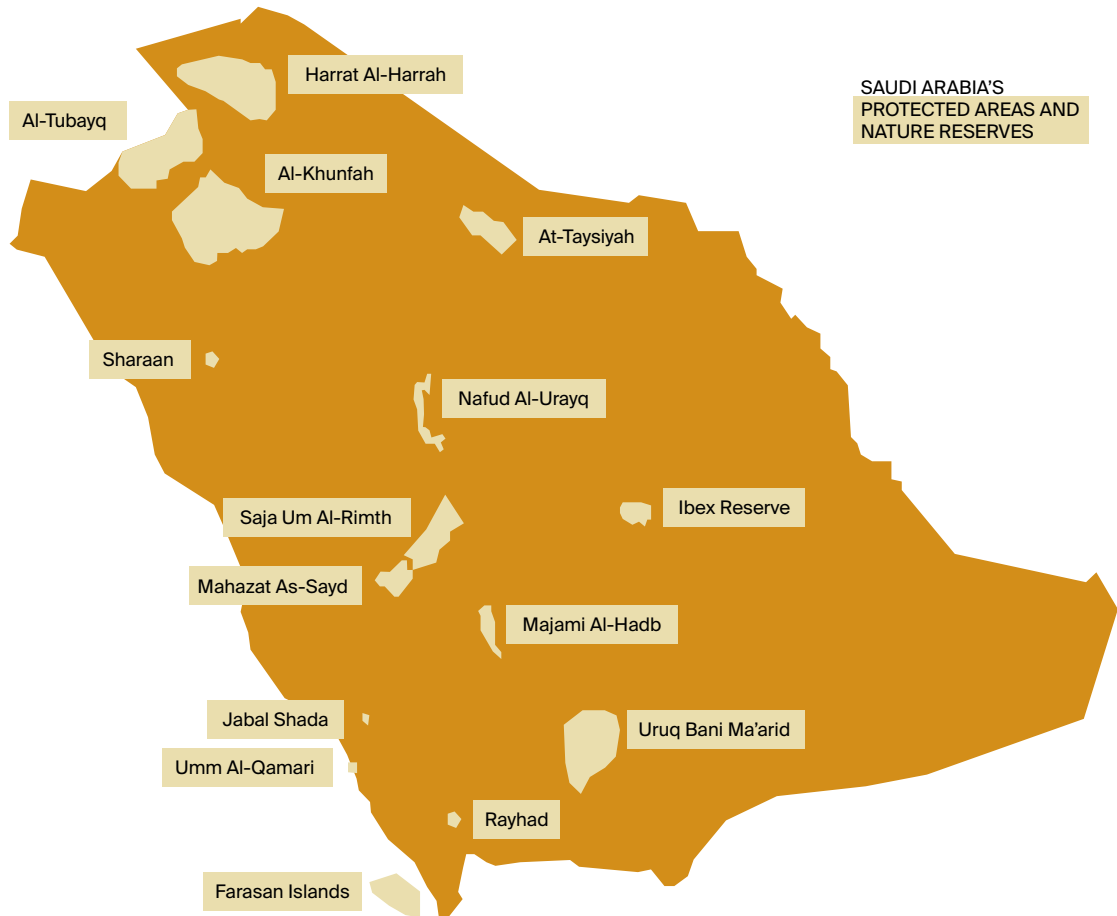 Harrat Al-Harrah
SAUDI ARABIA'S
PROTECTED AREAS AND
NATURE RESERVES
Al-Tubayq
Al-Khunfah
At-Taysiyah
Sharaan
Nafud Al-Urayq
Saja Um Al-Rimth
Ibex Reserve
Mahazat As-Sayd
Majami Al-Hadb
Jabal Shada
Uruq Bani Ma'arid
Umm Al-Qamari
Rayhad
Farasan Islands